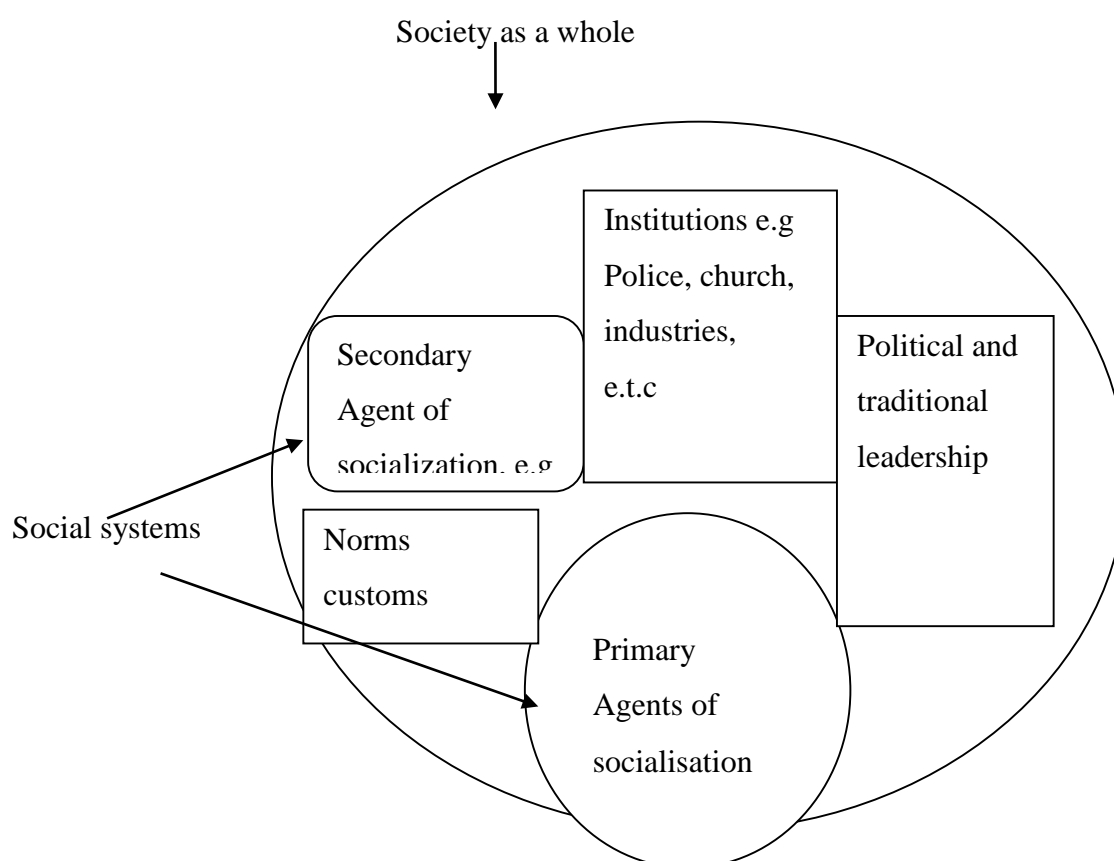 Society as a whole
Institutions e.g
Police, church,
industries,
e.t.c
Secondary
Agent of
socialization, e.g
Political and
traditional
leadership
Social systems
Norms
customs
Primary
Agents of
socialisation